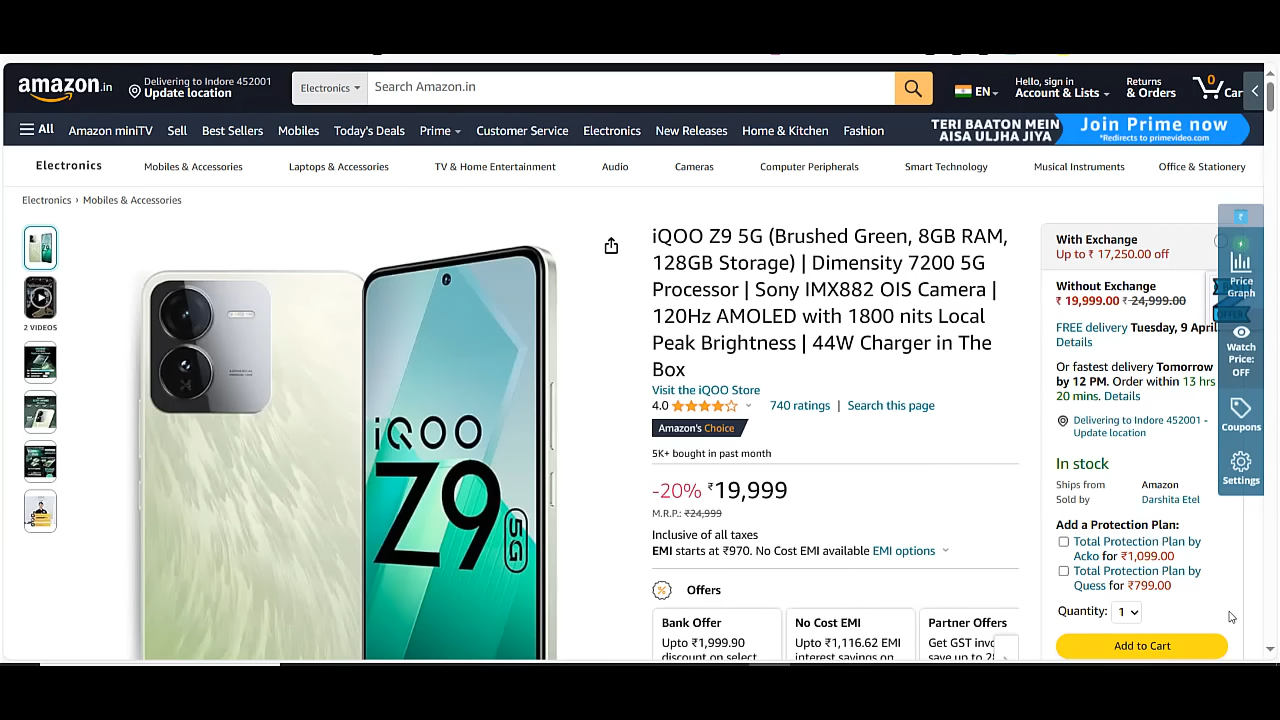 amazon.in
Delivering to Indore 452001
Update location
Electronics
Search Amazon.in
EN
Hello, sign in
Account & Lists
Returns
& Orders
0
Car
All
Amazon miniTV
Sell
Best Sellers
Mobiles
Today's Deals
Prime
Customer Service
Electronics
New Releases
Home & Kitchen
Fashion
TERI BAATON MEIN
AISA ULJHA JIYA
Join Prime now
*Redirects to primevideo.com
Electronics
Mobiles & Accessories
Laptops & Accessories
TV & Home Entertainment
Audio
Cameras
Computer Peripherals
Smart Technology
Musical Instruments
Office & Stationery
Electronics › Mobiles & Accessories
2 VIDEOS
iQOO
Z9
5G
iQOO Z9 5G (Brushed Green, 8GB RAM,
128GB Storage) | Dimensity 7200 5G
Processor | Sony IMX882 OIS Camera |
120Hz AMOLED with 1800 nits Local
Peak Brightness | 44W Charger in The
Box
Visit the iQOO Store
4.0
740 ratings | Search this page
Amazon's Choice
5K+ bought in past month
-20% ₹19,999
M.R.P.: ₹24,999
Inclusive of all taxes
EMI starts at ₹970. No Cost EMI available EMI options
Offers
Bank Offer
Upto ₹1,999.90
discount on select
No Cost EMI
Upto ₹1,116.62 EMI
interest savings on
Partner Offers
Get GST invo
save up to 2
With Exchange
Up to ₹ 17,250.00 off
Without Exchange
₹ 19,999.00 ₹ 24,999.00
FREE delivery Tuesday, 9 April.
Details
Or fastest delivery Tomorrow
by 12 PM. Order within 13 hrs
20 mins. Details
Delivering to Indore 452001 -
Update location
In stock
Ships from Amazon
Sold by Darshita Etel
Add a Protection Plan:
Total Protection Plan by
Acko for ₹1,099.00
Total Protection Plan by
Quess for ₹799.00
Quantity: 1
Add to Cart
₹
Price
Graph
OFFER
Watch
Price:
OFF
Coupons
Settings